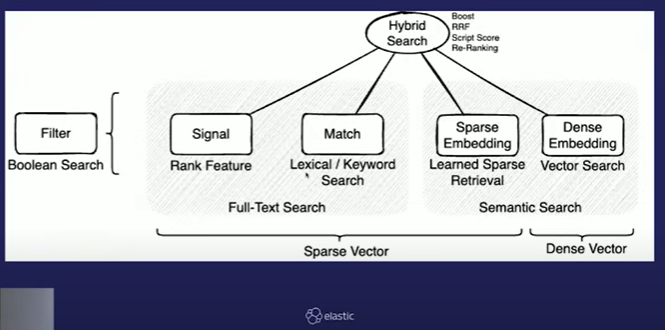 Hybrid
Search
Boost
RRF
Script Score
Re-Ranking
Filter
Boolean Search
Signal
Rank Feature
Match
Lexical / Keyword
Search
Sparse
Embedding
Learned Sparse
Retrieval
Dense
Embedding
Vector Search
Full-Text Search
Semantic Search
Sparse Vector
Dense Vector
elastic